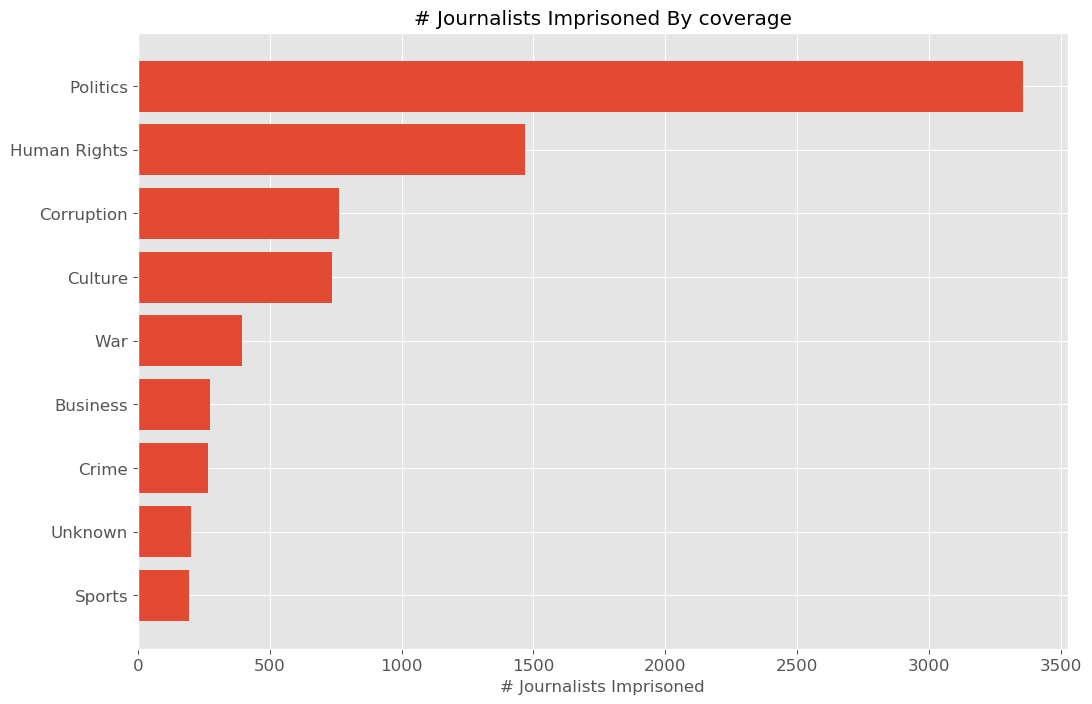 # Journalists Imprisoned By coverage
Politics
Human Rights
Corruption
Culture
War
Business
Crime
Unknown
Sports
0 500 1000 1500 2000 2500 3000 3500
# Journalists Imprisoned